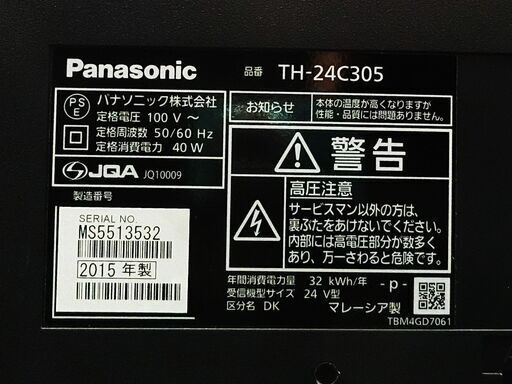 Panasonic 品番 TH-24C305
PS
E
パナソニック株式会社
定格電圧 100 V ～
定格周波数 50/60 Hz
定格消費電力 40 W
JQA JQ10009
製造番号
SERIAL NO.
MS5513532
2015 年製
お知らせ
本体の温度が高くなりますが
性能・品質には問題ありません。
警告
高圧注意
サービスマン以外の方は、
裏ぶたをあけないでください。
内部には高電圧部分が数多く
あり、万一さわると危険です。
年間消費電力量 32 kWh/年
受信機型サイズ 24 V型
区分名 DK
- p -
マレーシア製
TBM4GD7061